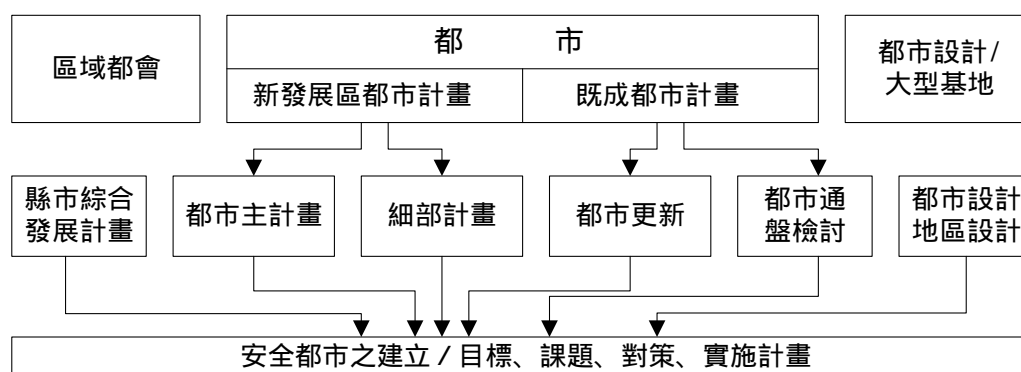 區域都會
都 市
新發展區都市計畫
既成都市計畫
都市設計/
大型基地
縣市綜合
發展計畫
都市主計畫
細部計畫
都市更新
都市通
盤檢討
都市設計
地區設計
安全都市之建立/目標、課題、對策、實施計畫